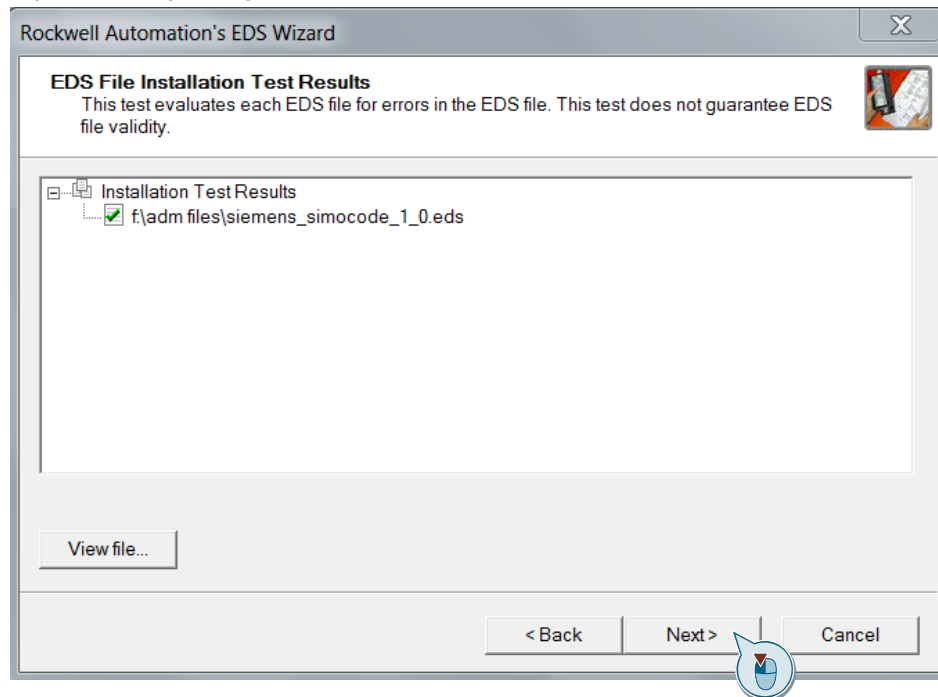 Rockwell Automation's EDS Wizard
EDS File Installation Test Results
This test evaluates each EDS file for errors in the EDS file. This test does not guarantee EDS
file validity.
Installation Test Results
f:\adm files\siemens_simocode_1_0.eds
View file...
< Back
Next >
Cancel